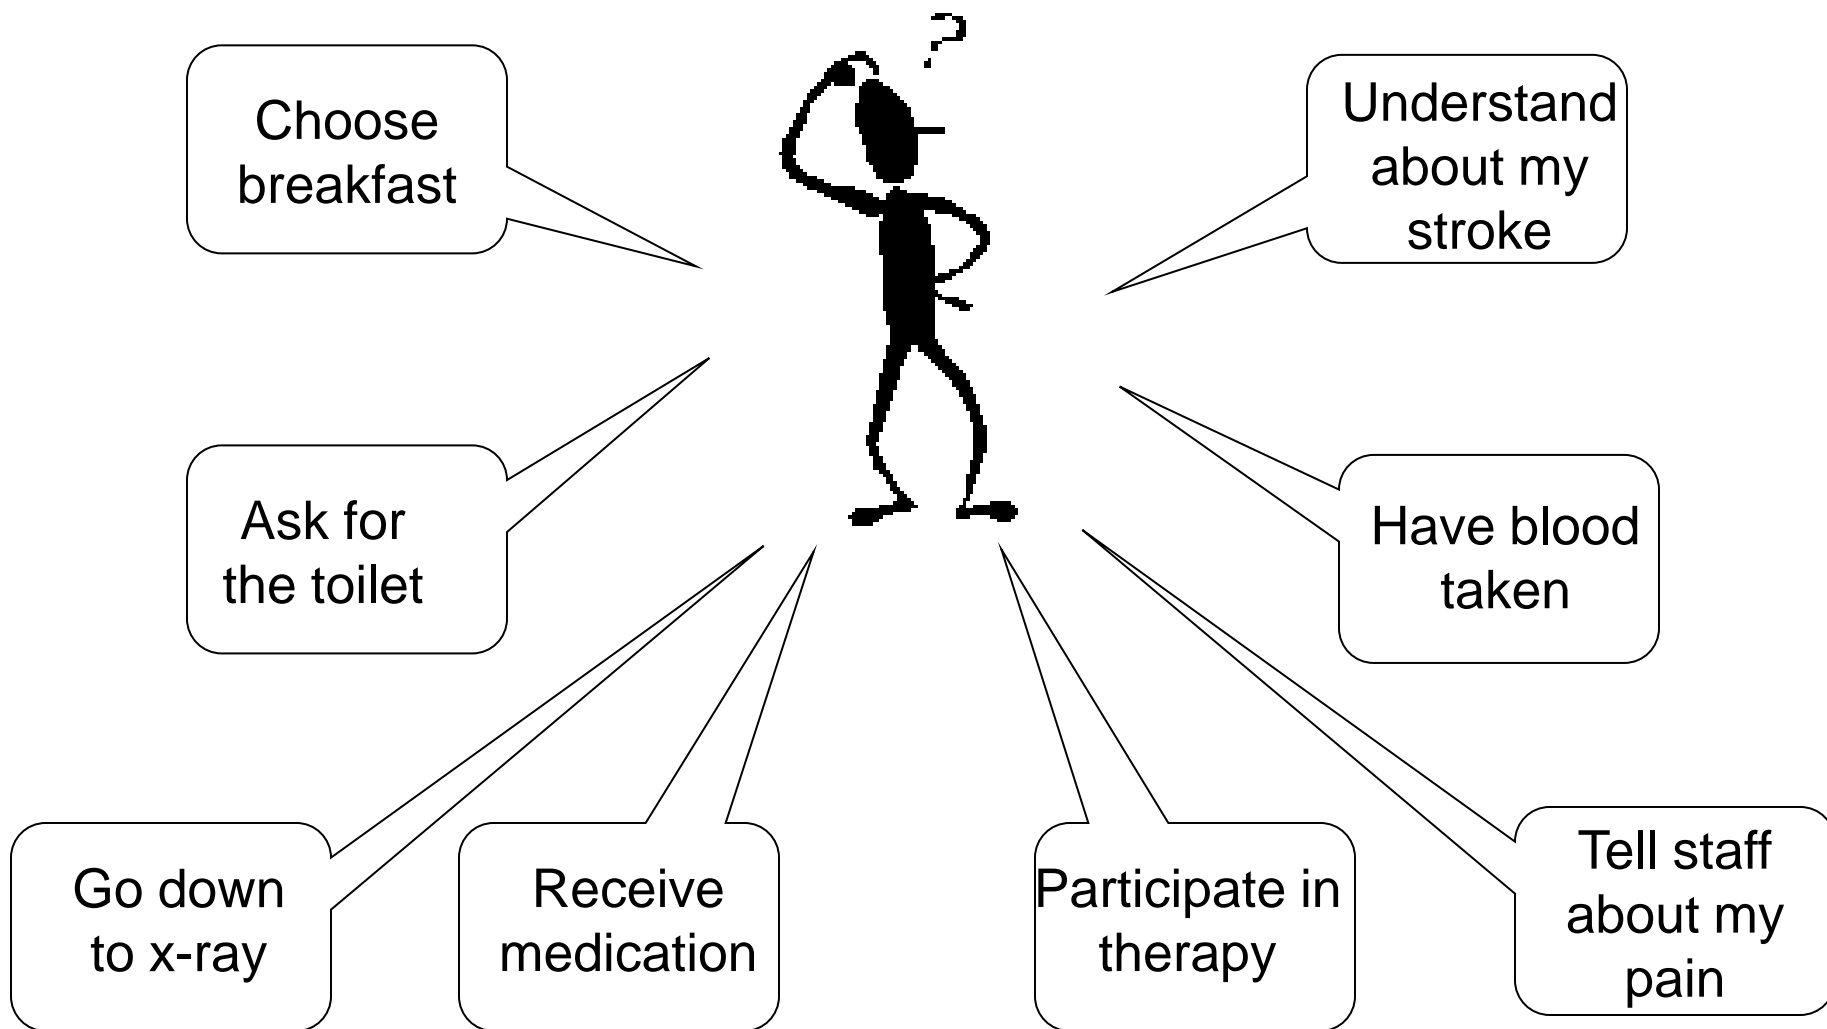 ?
Choose
breakfast
Understand
about my
stroke
Ask for
the toilet
Have blood
taken
Go down
to x-ray
Receive
medication
Participate in
therapy
Tell staff
about my
pain